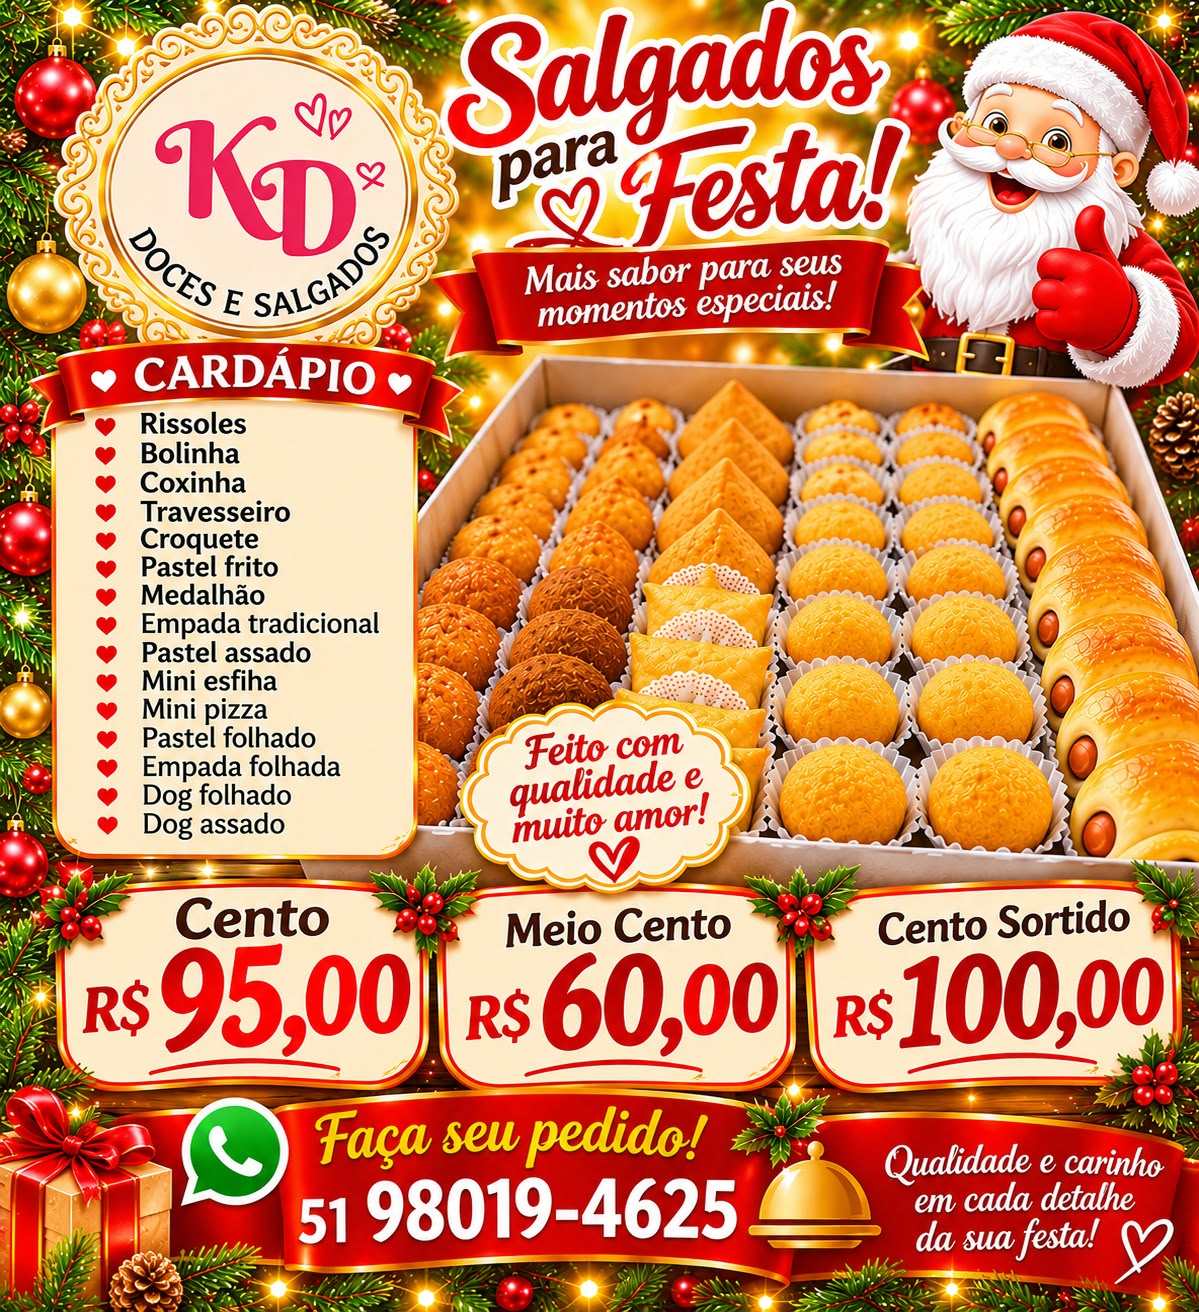 KD
DOCES E SALGADOS
Salgados
para
Festa!
Mais sabor para seus
momentos especiais!
CARDÁPIO
Rissoles
Bolinha
Coxinha
Travesseiro
Croquete
Pastel frito
Medalhão
Empada tradicional
Pastel assado
Mini esfiha
Mini pizza
Pastel folhado
Empada folhada
Dog folhado
Dog assado
Feito com
qualidade e
muito amor!
Cento
R$ 95,00
Meio Cento
R$ 60,00
Cento Sortido
R$ 100,00
Faça seu pedido!
51 98019-4625
Qualidade e carinho
em cada detalhe
da sua festa!